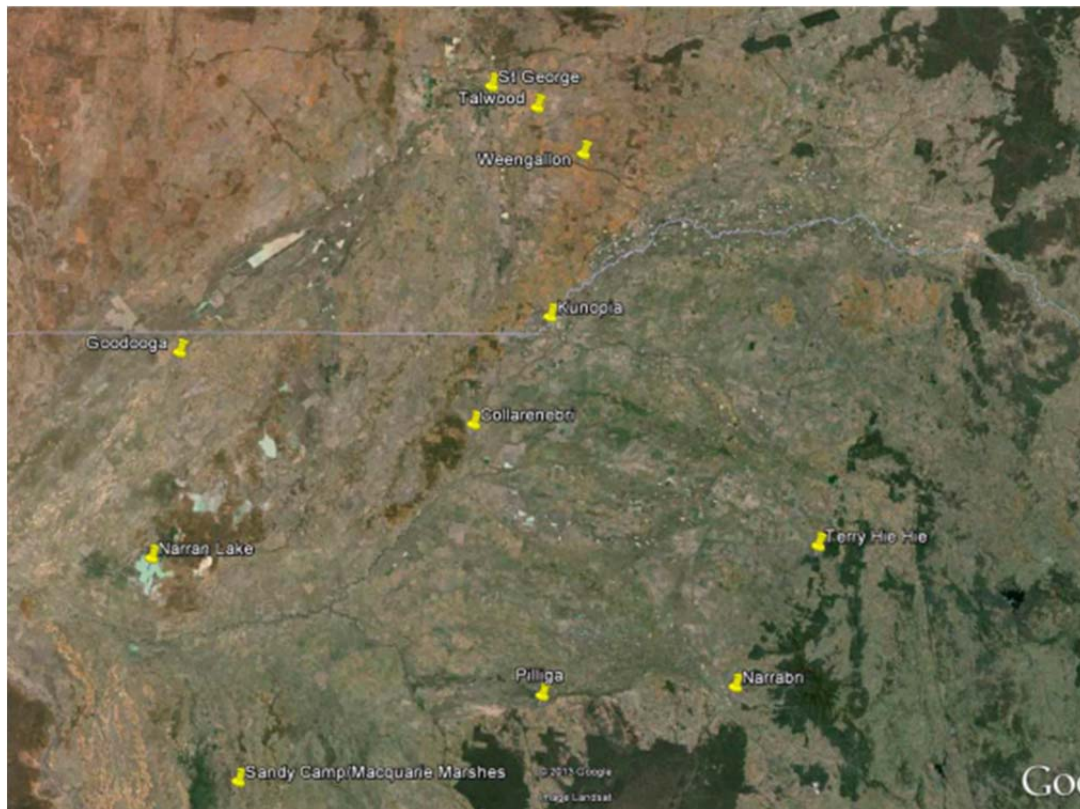 St George
Talwood
Weengallon
Kunopia
Goodooga
Collarenebri
Narran Lake
Terry Hie Hie
Pilliga
Narrabri
Sandy Camp/Macquarie Marshes
© 2013 Google
Image Landsat
Goo